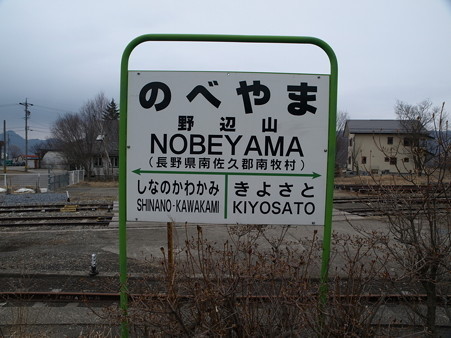 のべやま
野辺山
NOBEYAMA
(長野県南佐久郡南牧村)
しなのかわかみ
SHINANO-KAWAKAMI
きよさと
KIYOSATO